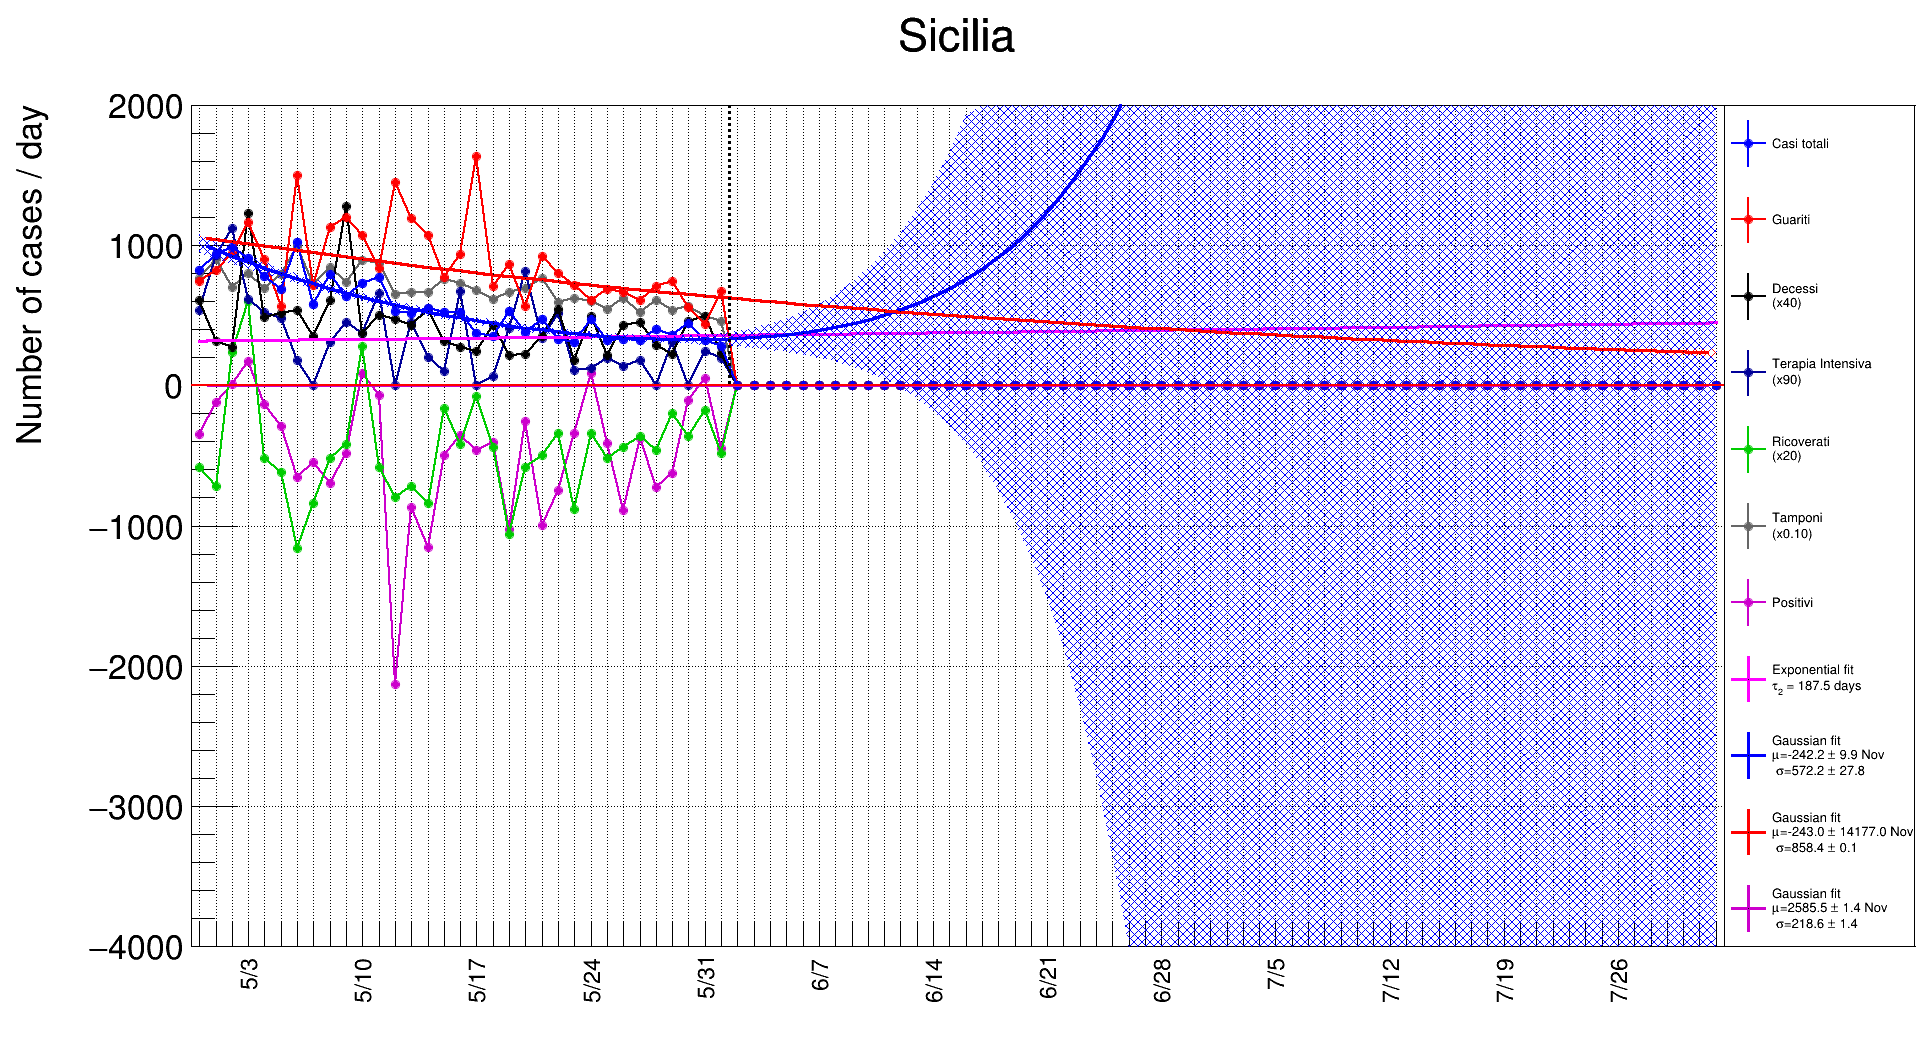 Sicilia
Number of cases / day
2000
1000
0
−1000
−2000
−3000
−4000
5/3
5/10
5/17
5/24
5/31
6/7
6/14
6/21
6/28
7/5
7/12
7/19
7/26
Casi totali
Guariti
Decessi
(x40)
Terapia Intensiva
(x90)
Ricoverati
(x20)
Tamponi
(x0.10)
Positivi
Exponential fit
τ2 = 187.5 days
Gaussian fit
μ=-242.2 ± 9.9 Nov
σ=572.2 ± 27.8
Gaussian fit
μ=-243.0 ± 14177.0 Nov
σ=858.4 ± 0.1
Gaussian fit
μ=2585.5 ± 1.4 Nov
σ=218.6 ± 1.4